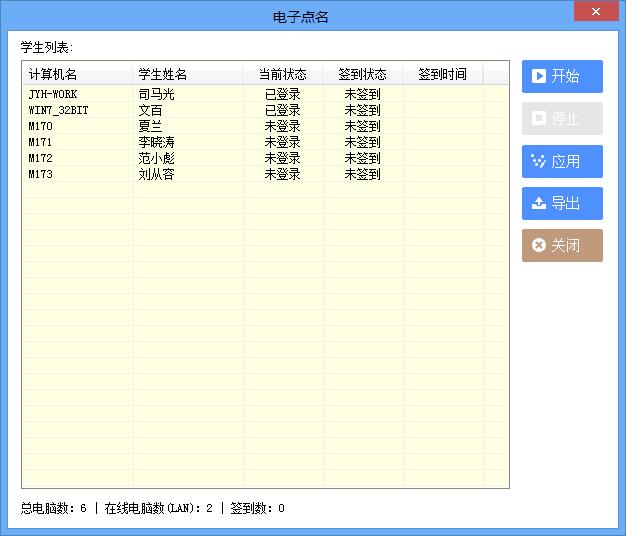 电子点名
学生列表:
计算机名 学生姓名 当前状态 签到状态 签到时间
JYH-WORK 司马光 已登录 未签到
WIN7_32BIT 文百 已登录 未签到
M170 夏兰 未登录 未签到
M171 李晓涛 未登录 未签到
M172 范小彪 未登录 未签到
M173 刘从容 未登录 未签到
开始
停止
应用
导出
关闭
总电脑数: 6 | 在线电脑数(LAN): 2 | 签到数: 0